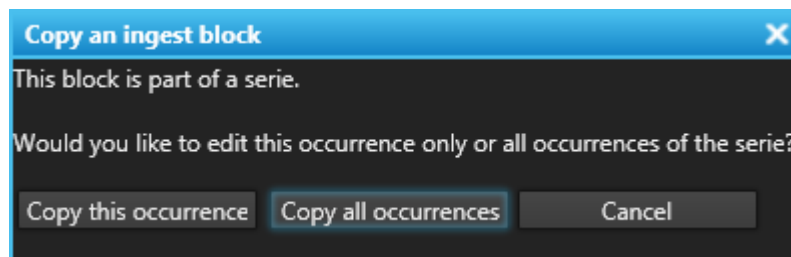 Copy an ingest block
This block is part of a serie.
Would you like to edit this occurrence only or all occurrences of the serie?
Copy this occurrence Copy all occurrences Cancel